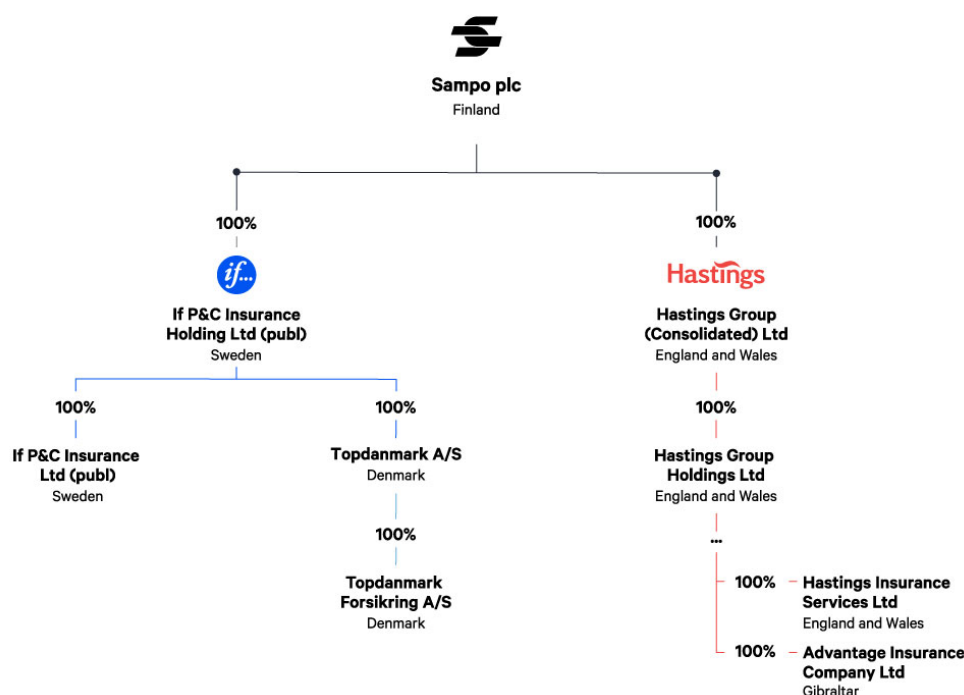 Sampo plc
Finland
100%
100%
if...
Hastings
If P&C Insurance
Holding Ltd (publ)
Sweden
Hastings Group
(Consolidated) Ltd
England and Wales
100%
100%
100%
If P&C Insurance
Ltd (publ)
Sweden
Topdanmark A/S
Denmark
Hastings Group
Holdings Ltd
England and Wales
100%
...
Topdanmark
Forsikring A/S
Denmark
100%
Hastings Insurance
Services Ltd
England and Wales
100%
Advantage Insurance
Company Ltd
Gibraltar